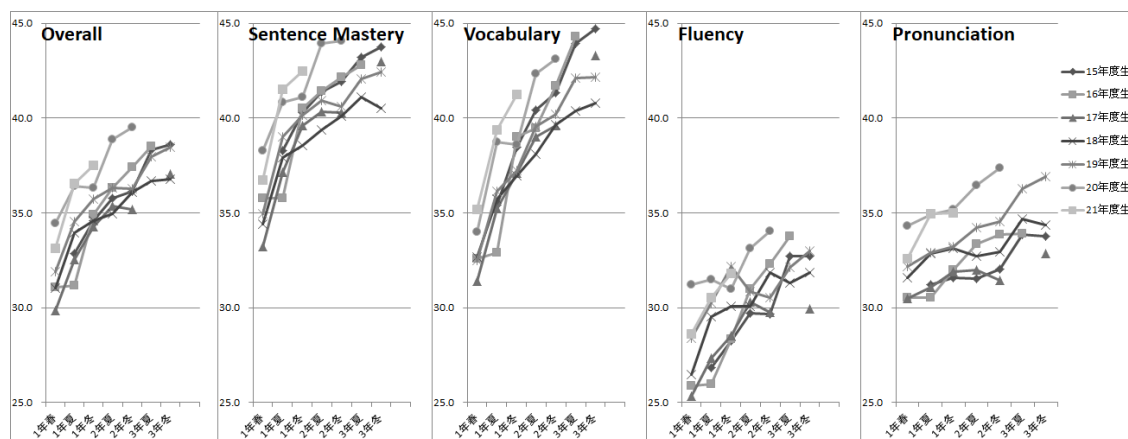 Overall
45.0
40.0
35.0
30.0
25.0
1年春
1年夏
1年冬
2年夏
2年冬
3年夏
3年冬
Sentence Mastery
45.0
40.0
35.0
30.0
25.0
1年春
1年夏
1年冬
2年夏
2年冬
3年夏
3年冬
Vocabulary
45.0
40.0
35.0
30.0
25.0
1年春
1年夏
1年冬
2年夏
2年冬
3年夏
3年冬
Fluency
45.0
40.0
35.0
30.0
25.0
1年春
1年夏
1年冬
2年夏
2年冬
3年夏
3年冬
Pronunciation
45.0
40.0
35.0
30.0
25.0
1年春
1年夏
1年冬
2年夏
2年冬
3年夏
3年冬
15年度生
16年度生
17年度生
18年度生
19年度生
20年度生
21年度生